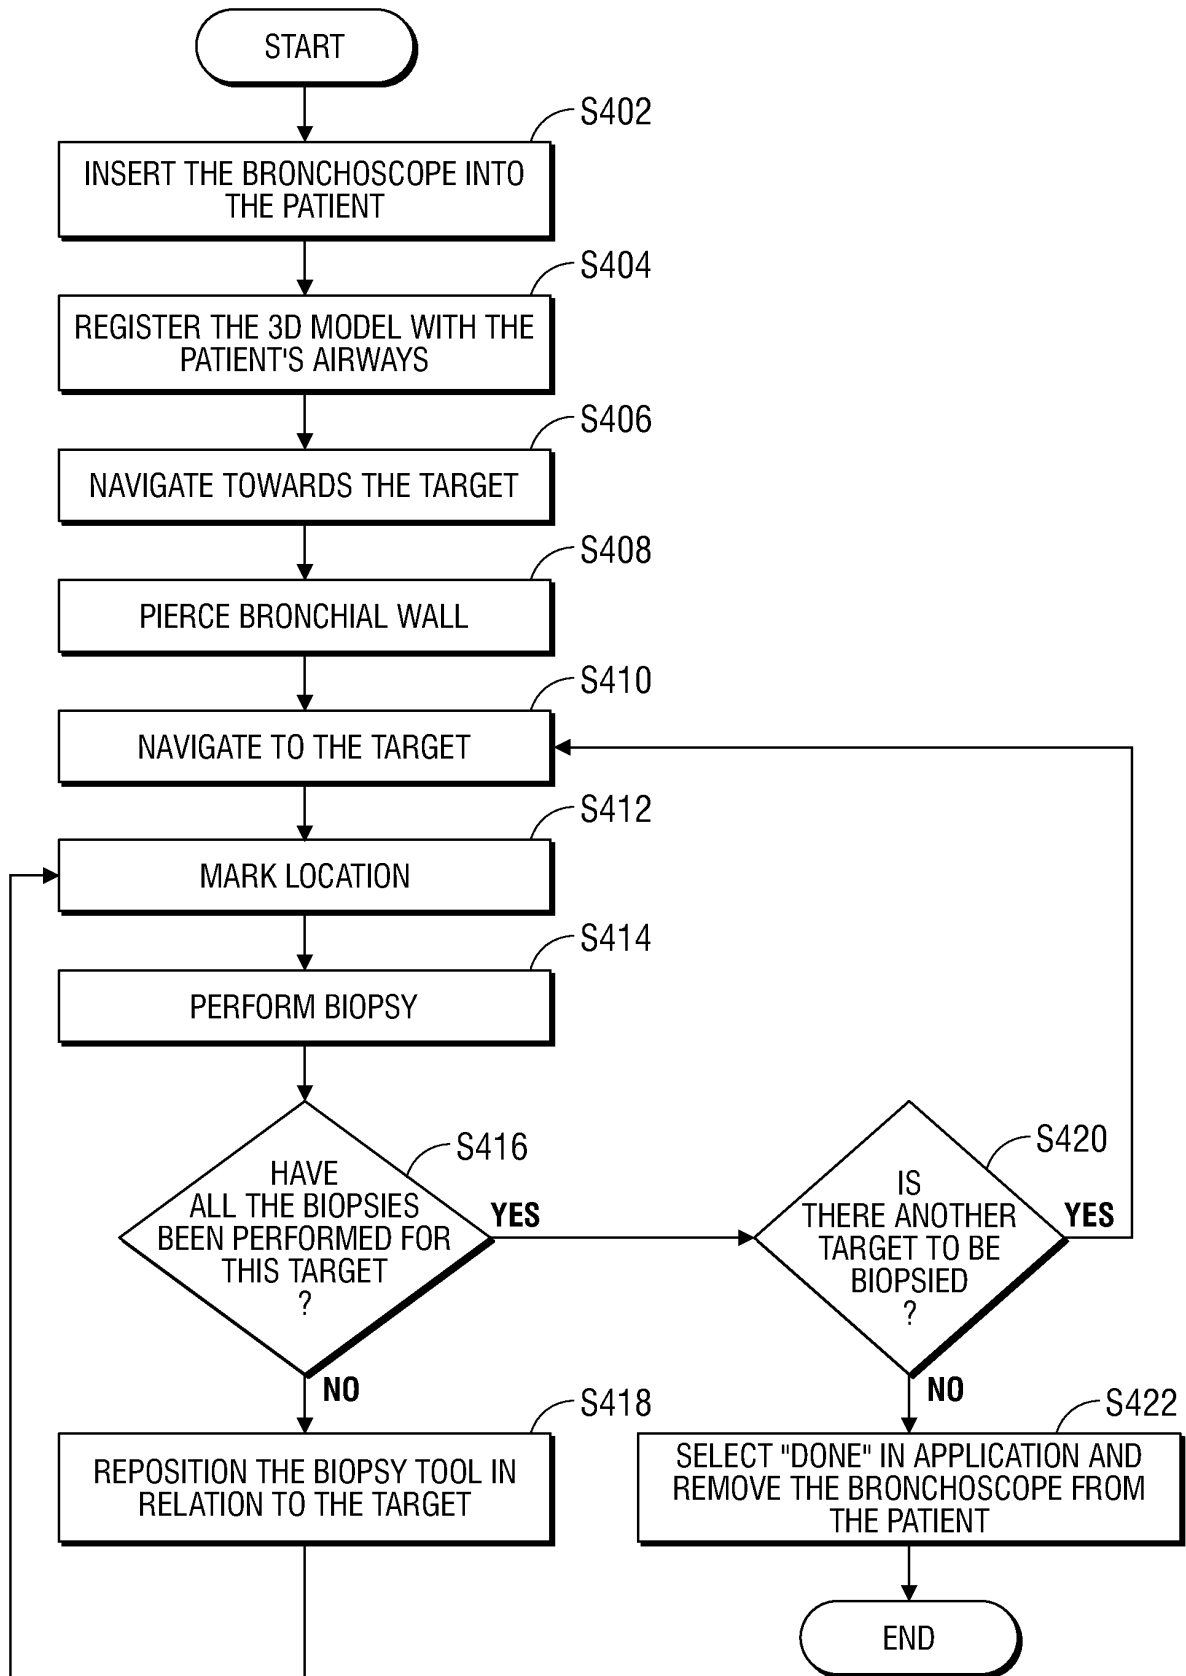 START
S402
INSERT THE BRONCHOSCOPE INTO
THE PATIENT
S404
REGISTER THE 3D MODEL WITH THE
PATIENT'S AIRWAYS
S406
NAVIGATE TOWARDS THE TARGET
S408
PIERCE BRONCHIAL WALL
S410
NAVIGATE TO THE TARGET
S412
MARK LOCATION
S414
PERFORM BIOPSY
S416
HAVE
ALL THE BIOPSIES
BEEN PERFORMED FOR
THIS TARGET
?
YES
NO
S420
IS
THERE ANOTHER
TARGET TO BE
BIOPSIED
?
YES
NO
S418
REPOSITION THE BIOPSY TOOL IN
RELATION TO THE TARGET
S422
SELECT "DONE" IN APPLICATION AND
REMOVE THE BRONCHOSCOPE FROM
THE PATIENT
END